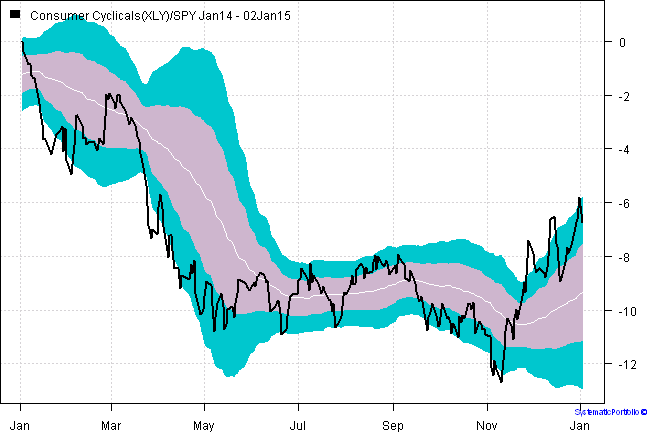 Consumer Cyclicals(XLY)/SPY Jan14 - 02Jan15
0
-2
-4
-6
-8
-10
-12
SystematicPortfolio ©
Jan Mar May Jul Sep Nov Jan